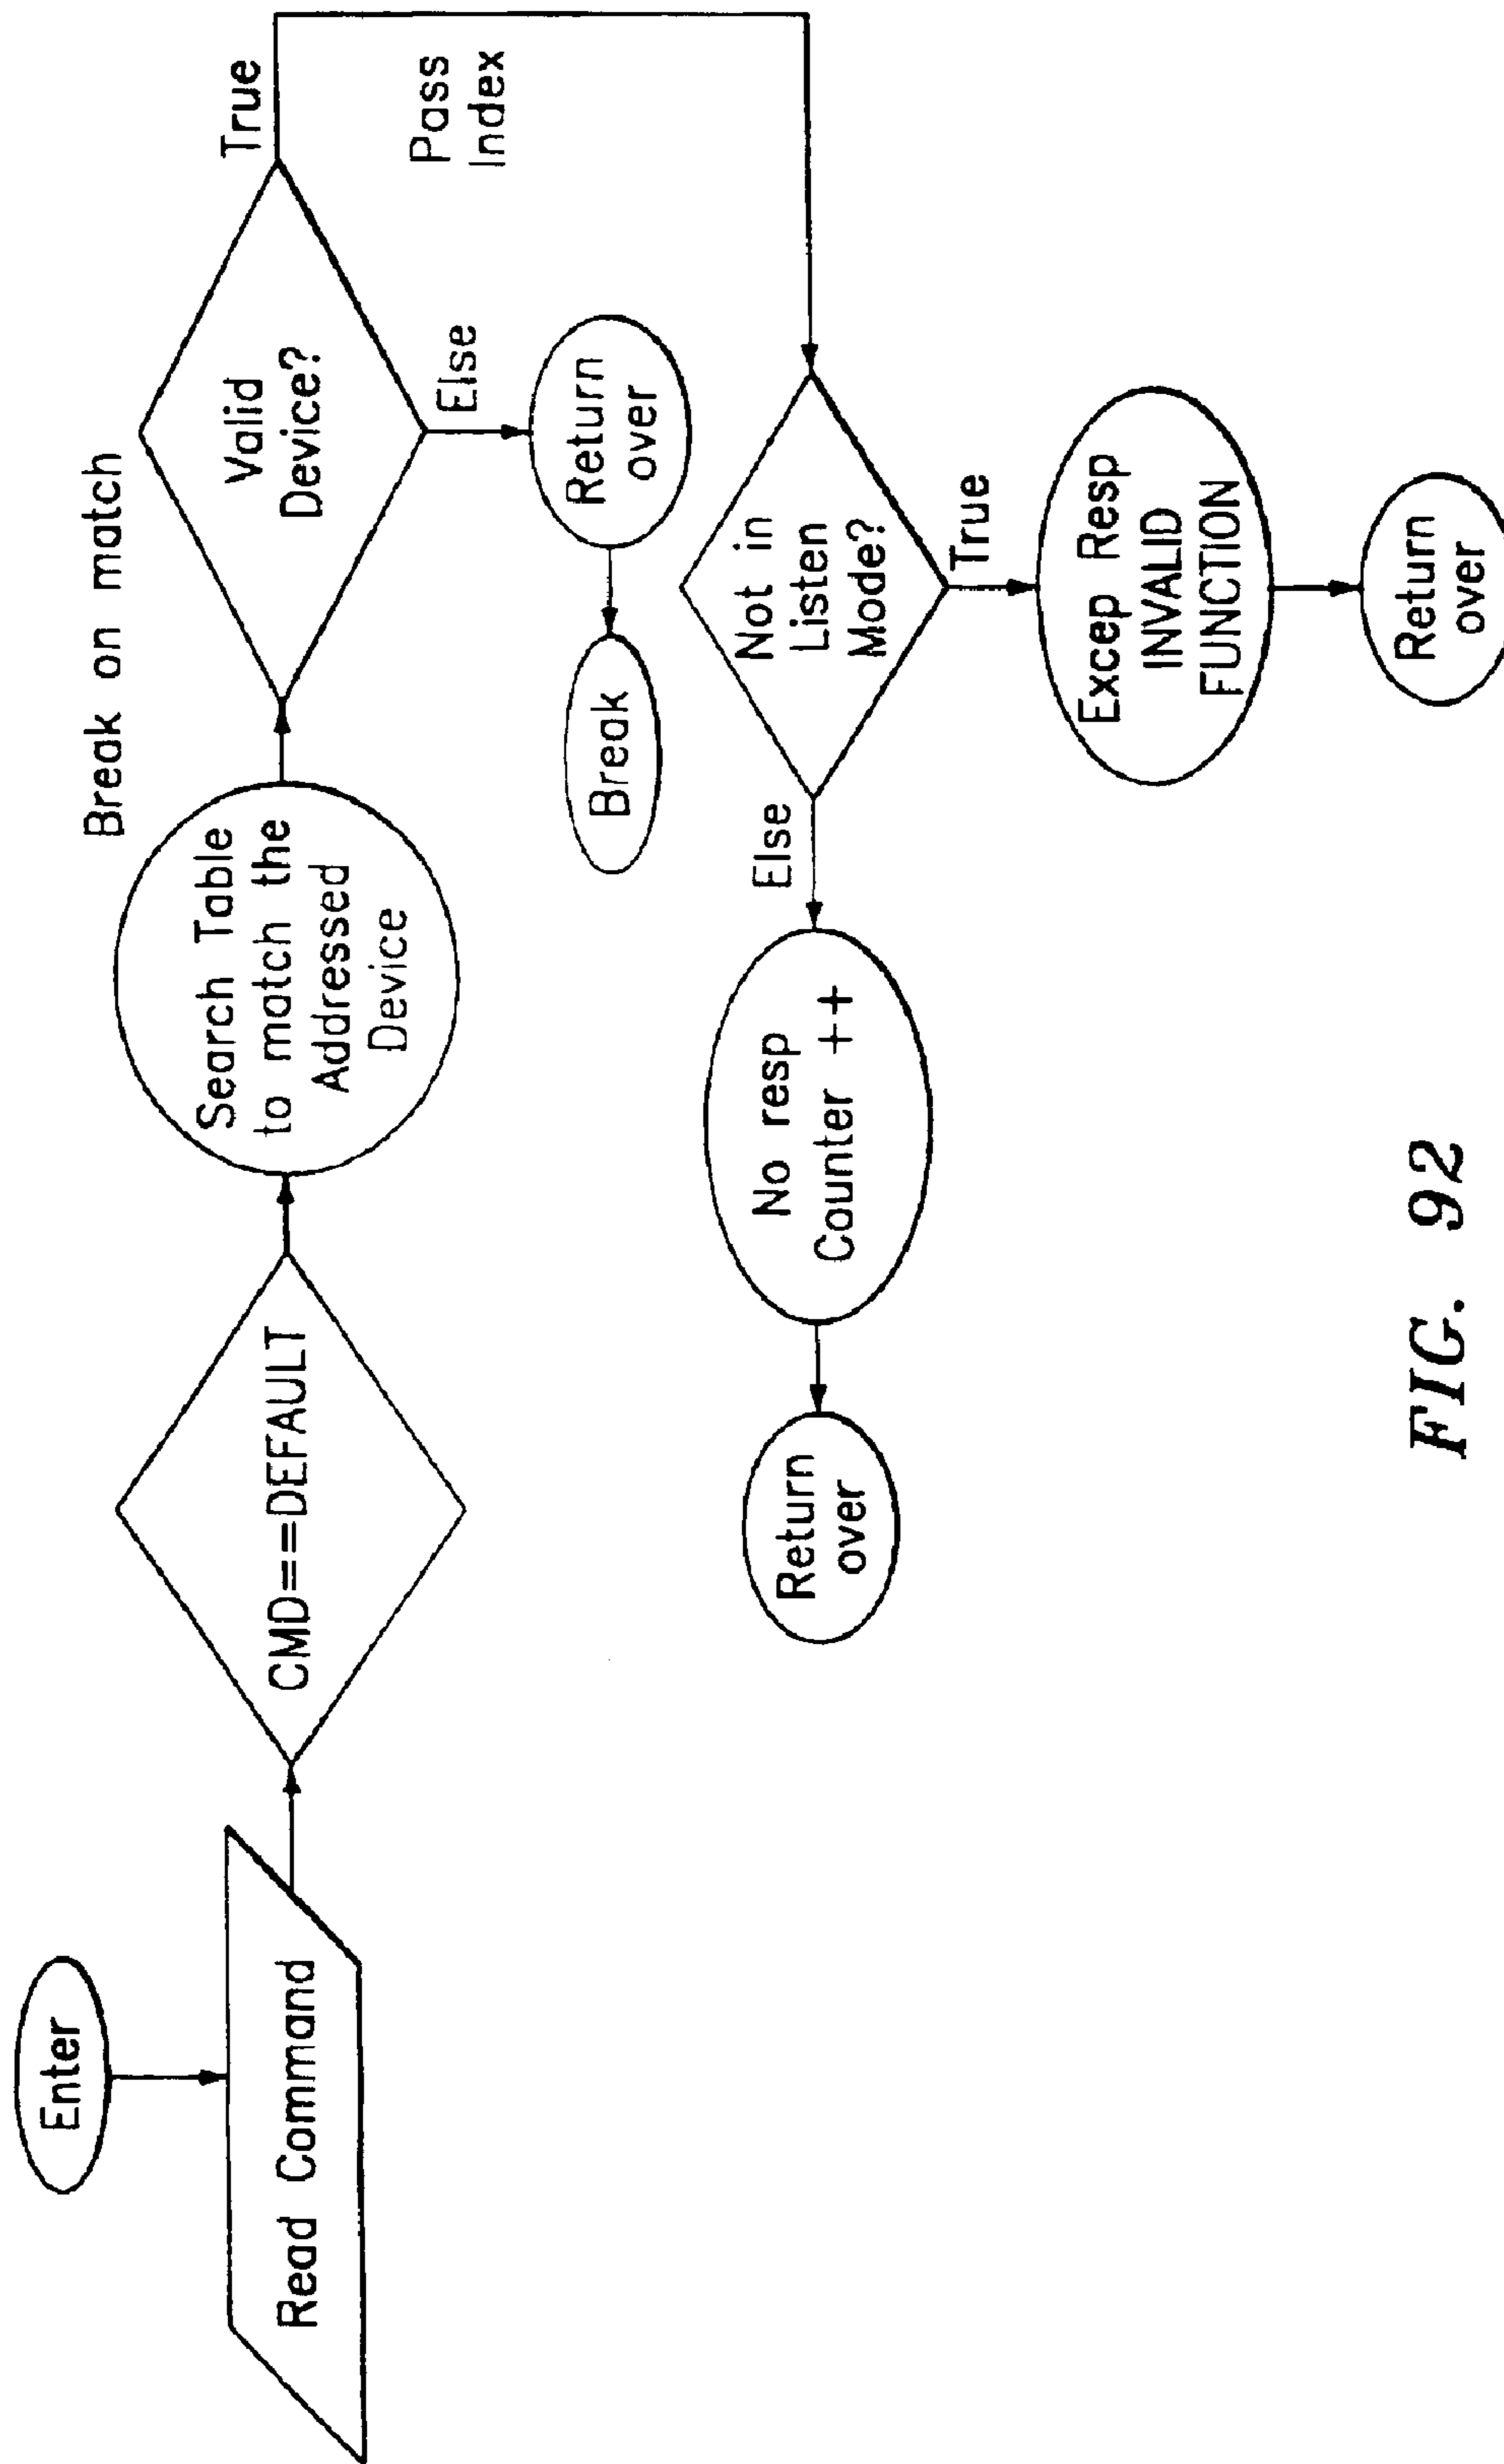 Enter
Read Command
CMD==DEFAULT
Search Table
to match the
Addressed
Device
Break on match
Valid
Device?
True
Else
Return
over
Break
Pass
Index
Not in
Listen
Mode?
Else
No resp
Counter ++
Return
over
True
Excep Resp
INVALID
FUNCTION
Return
over
FIG. 92